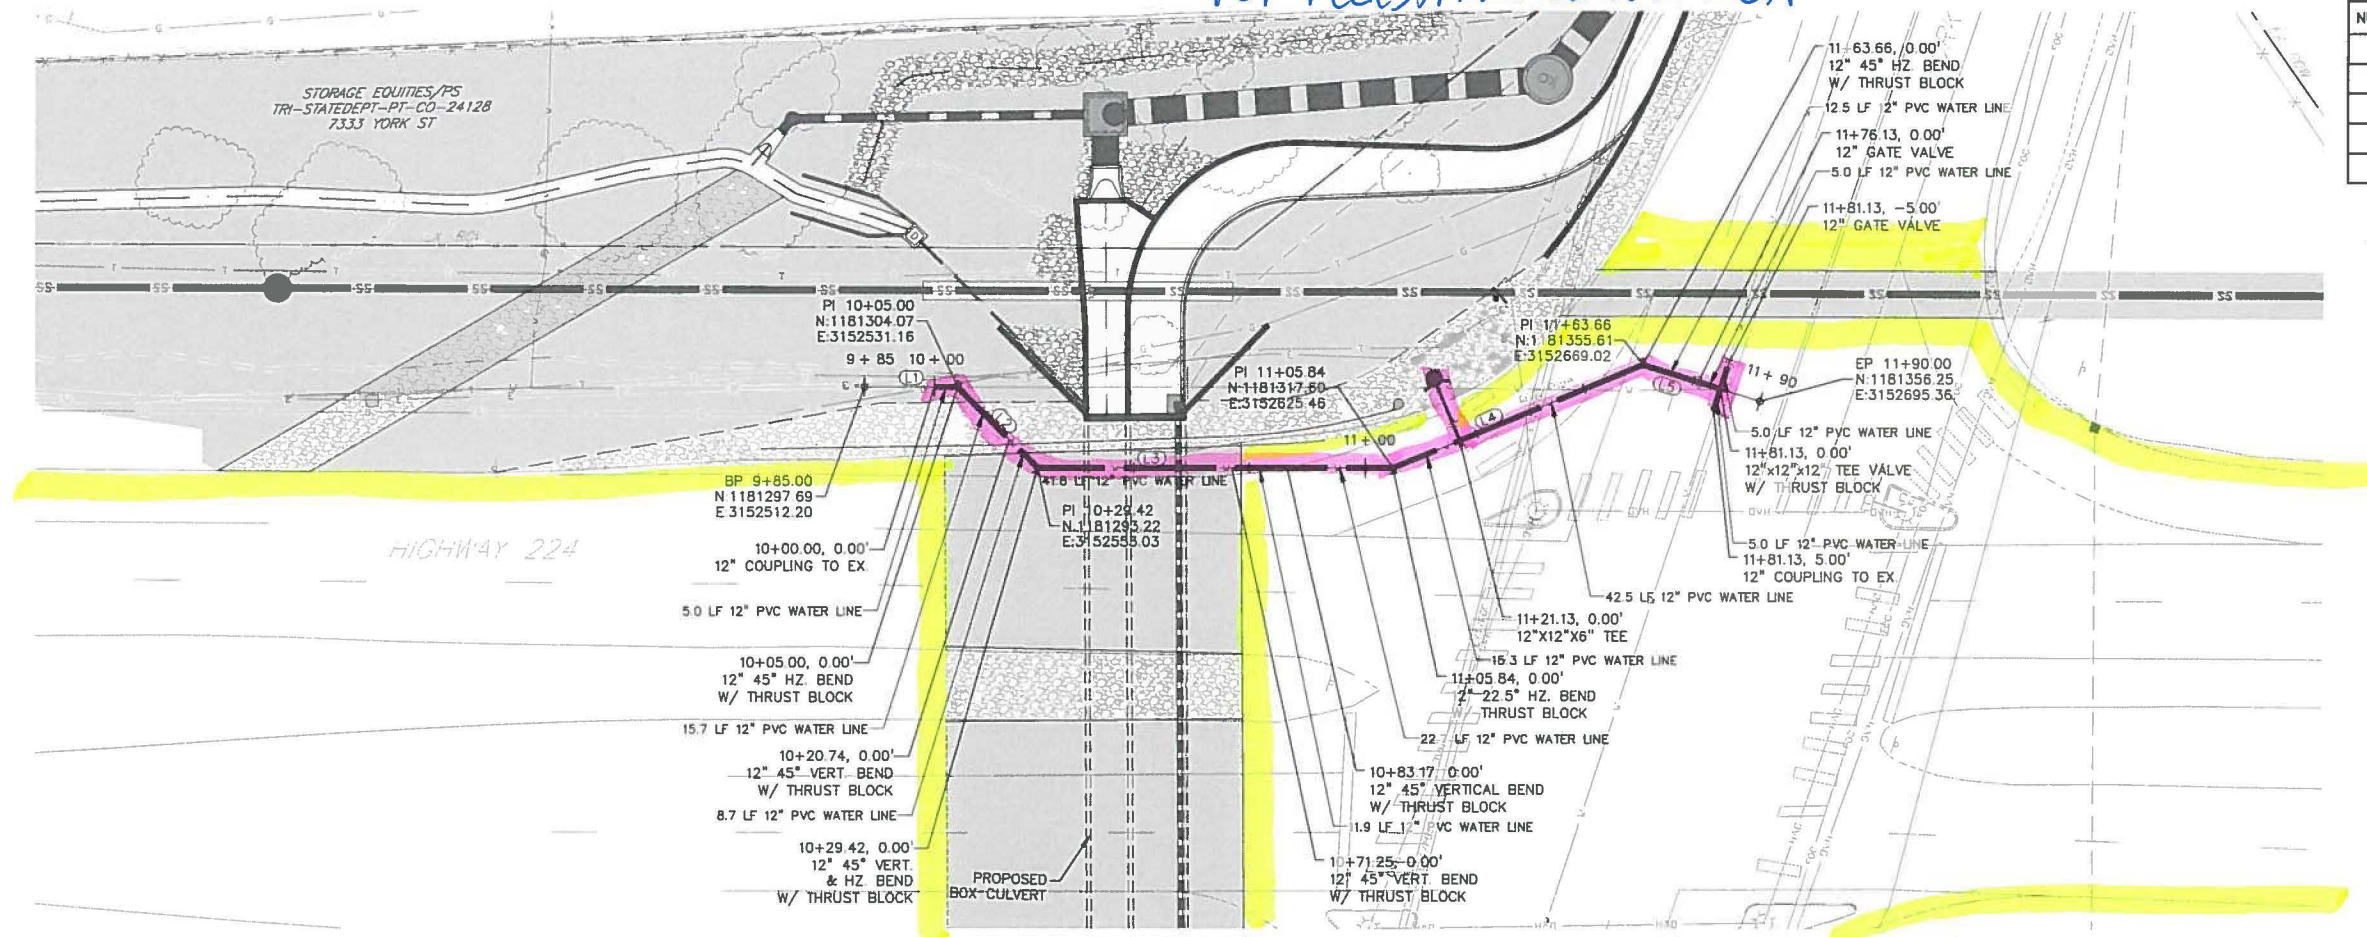 STORAGE EQUITIES/PS
TRI-STATEDEPT-PT-CO-24128
7333 YORK ST
11+63.66, 0.00'
12" 45° HZ. BEND
W/ THRUST BLOCK
12.5 LF 12" PVC WATER LINE
11+76.13, 0.00'
12" GATE VALVE
5.0 LF 12" PVC WATER LINE
11+81.13, -5.00'
12" GATE VALVE
PI 10+05.00
N:1181304.07
E:3152531.16
9 + 85 10 + 00
L1
L2
L3
L4
L5
PI 11+63.66
N:1181355.61
E:3152669.02
PI 11+05.84
N:1181317.60
E:3152625.46
11 + 00
11 + 90
EP 11+90.00
N:1181356.25
E:3152695.36
5.0 LF 12" PVC WATER LINE
11+81.13, 0.00'
12"x12"x12" TEE VALVE
W/ THRUST BLOCK
BP 9+85.00
N 1181297.69
E 3152512.20
41.8 LF 12" PVC WATER LINE
PI 10+29.42
N:1181293.22
E:3152553.03
HIGHWAY 224
10+00.00, 0.00'
12" COUPLING TO EX.
5.0 LF 12" PVC WATER LINE
11+81.13, 5.00'
12" COUPLING TO EX.
5.0 LF 12" PVC WATER LINE
42.5 LF 12" PVC WATER LINE
11+21.13, 0.00'
12"X12"X6" TEE
10+05.00, 0.00'
12" 45° HZ. BEND
W/ THRUST BLOCK
15.3 LF 12" PVC WATER LINE
11+05.84, 0.00'
2" 22.5° HZ. BEND
THRUST BLOCK
15.7 LF 12" PVC WATER LINE
22 LF 12" PVC WATER LINE
10+20.74, 0.00'
12" 45° VERT. BEND
W/ THRUST BLOCK
10+83.17 0.00'
12" 45° VERTICAL BEND
W/ THRUST BLOCK
8.7 LF 12" PVC WATER LINE
11.9 LF 12" VC WATER LINE
10+29.42, 0.00'
12" 45° VERT.
& HZ. BEND
W/ THRUST BLOCK
PROPOSED
BOX CULVERT
10+71.25, 0.00'
12" 45° VERT. BEND
W/ THRUST BLOCK